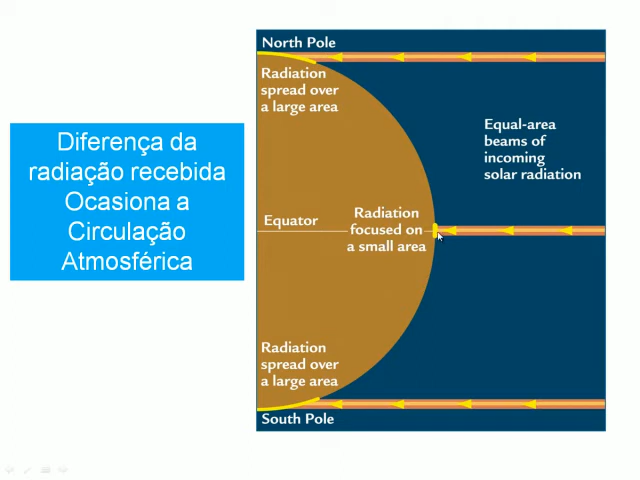 Diferença da
radiação recebida
Ocasiona a
Circulação
Atmosférica
North Pole
Radiation
spread over
a large area
Equal-area
beams of
incoming
solar radiation
Equator
Radiation
focused on
a small area
Radiation
spread over
a large area
South Pole